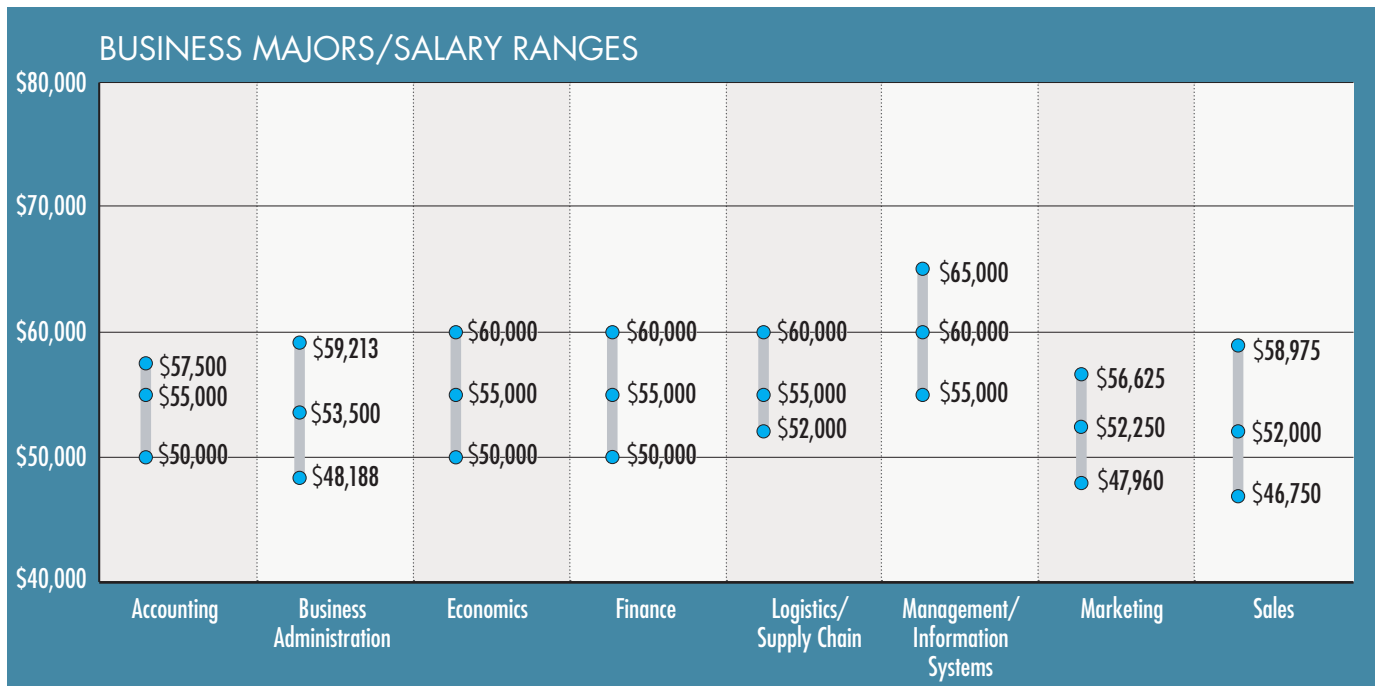 BUSINESS MAJORS/SALARY RANGES
$80,000
$70,000
$60,000
$50,000
$40,000
$57,500
$55,000
$50,000
$59,213
$53,500
$48,188
$60,000
$55,000
$50,000
$60,000
$55,000
$50,000
$60,000
$55,000
$52,000
$65,000
$60,000
$55,000
$56,625
$52,250
$47,960
$58,975
$52,000
$46,750
Accounting
Business
Administration
Economics
Finance
Logistics/
Supply Chain
Management/
Information
Systems
Marketing
Sales